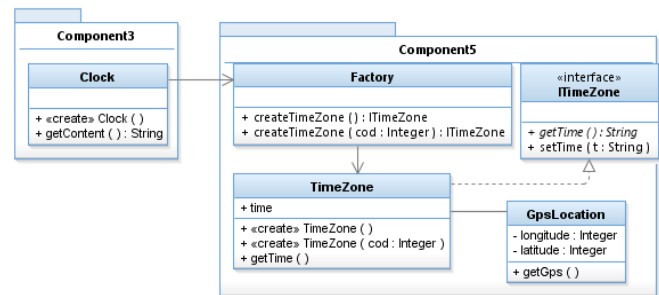 Component3
Clock
+ «create» Clock ( )
+ getContent ( ) : String
Component5
Factory
+ createTimeZone ( ) : ITimeZone
+ createTimeZone ( cod : Integer ) : ITimeZone
«interface»
ITimeZone
+ getTime ( ) : String
+ setTime ( t : String )
TimeZone
+ time
+ «create» TimeZone ( )
+ «create» TimeZone ( cod : Integer )
+ getTime ( )
GpsLocation
- longitude : Integer
- latitude : Integer
+ getGps ( )